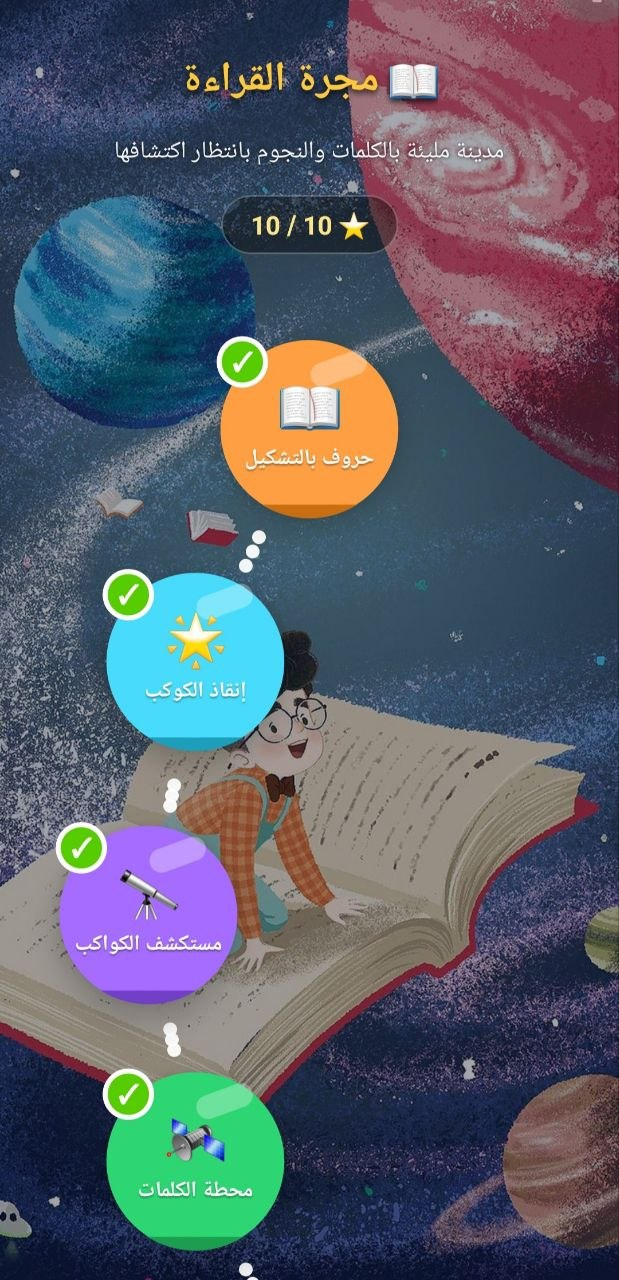 📖 مجرة القراءة
مدينة مليئة بالكلمات والنجوم بانتظار اكتشافها
10 / 10 ⭐
حروف بالتشكيل
إنقاذ الكوكب
مستكشف الكواكب
محطة الكلمات